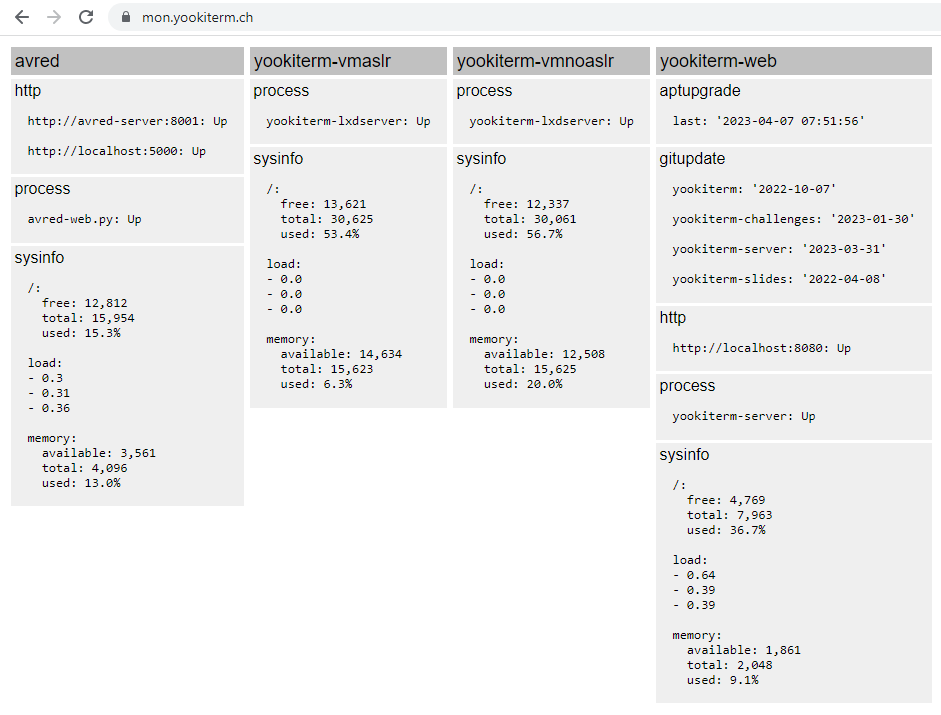 mon.yookiterm.ch
avred
http
http://avred-server:8001: Up
http://localhost:5000: Up
process
avred-web.py: Up
sysinfo
/:
free: 12,812
total: 15,954
used: 15.3%
load:
- 0.3
- 0.31
- 0.36
memory:
available: 3,561
total: 4,096
used: 13.0%
yookiterm-vmaslr
process
yookiterm-lxdserver: Up
sysinfo
/:
free: 13,621
total: 30,625
used: 53.4%
load:
- 0.0
- 0.0
- 0.0
memory:
available: 14,634
total: 15,623
used: 6.3%
yookiterm-vmnoaslr
process
yookiterm-lxdserver: Up
sysinfo
/:
free: 12,337
total: 30,061
used: 56.7%
load:
- 0.0
- 0.0
- 0.0
memory:
available: 12,508
total: 15,625
used: 20.0%
yookiterm-web
aptupgrade
last: '2023-04-07 07:51:56'
gitupdate
yookiterm: '2022-10-07'
yookiterm-challenges: '2023-01-30'
yookiterm-server: '2023-03-31'
yookiterm-slides: '2022-04-08'
http
http://localhost:8080: Up
process
yookiterm-server: Up
sysinfo
/:
free: 4,769
total: 7,963
used: 36.7%
load:
- 0.64
- 0.39
- 0.39
memory:
available: 1,861
total: 2,048
used: 9.1%